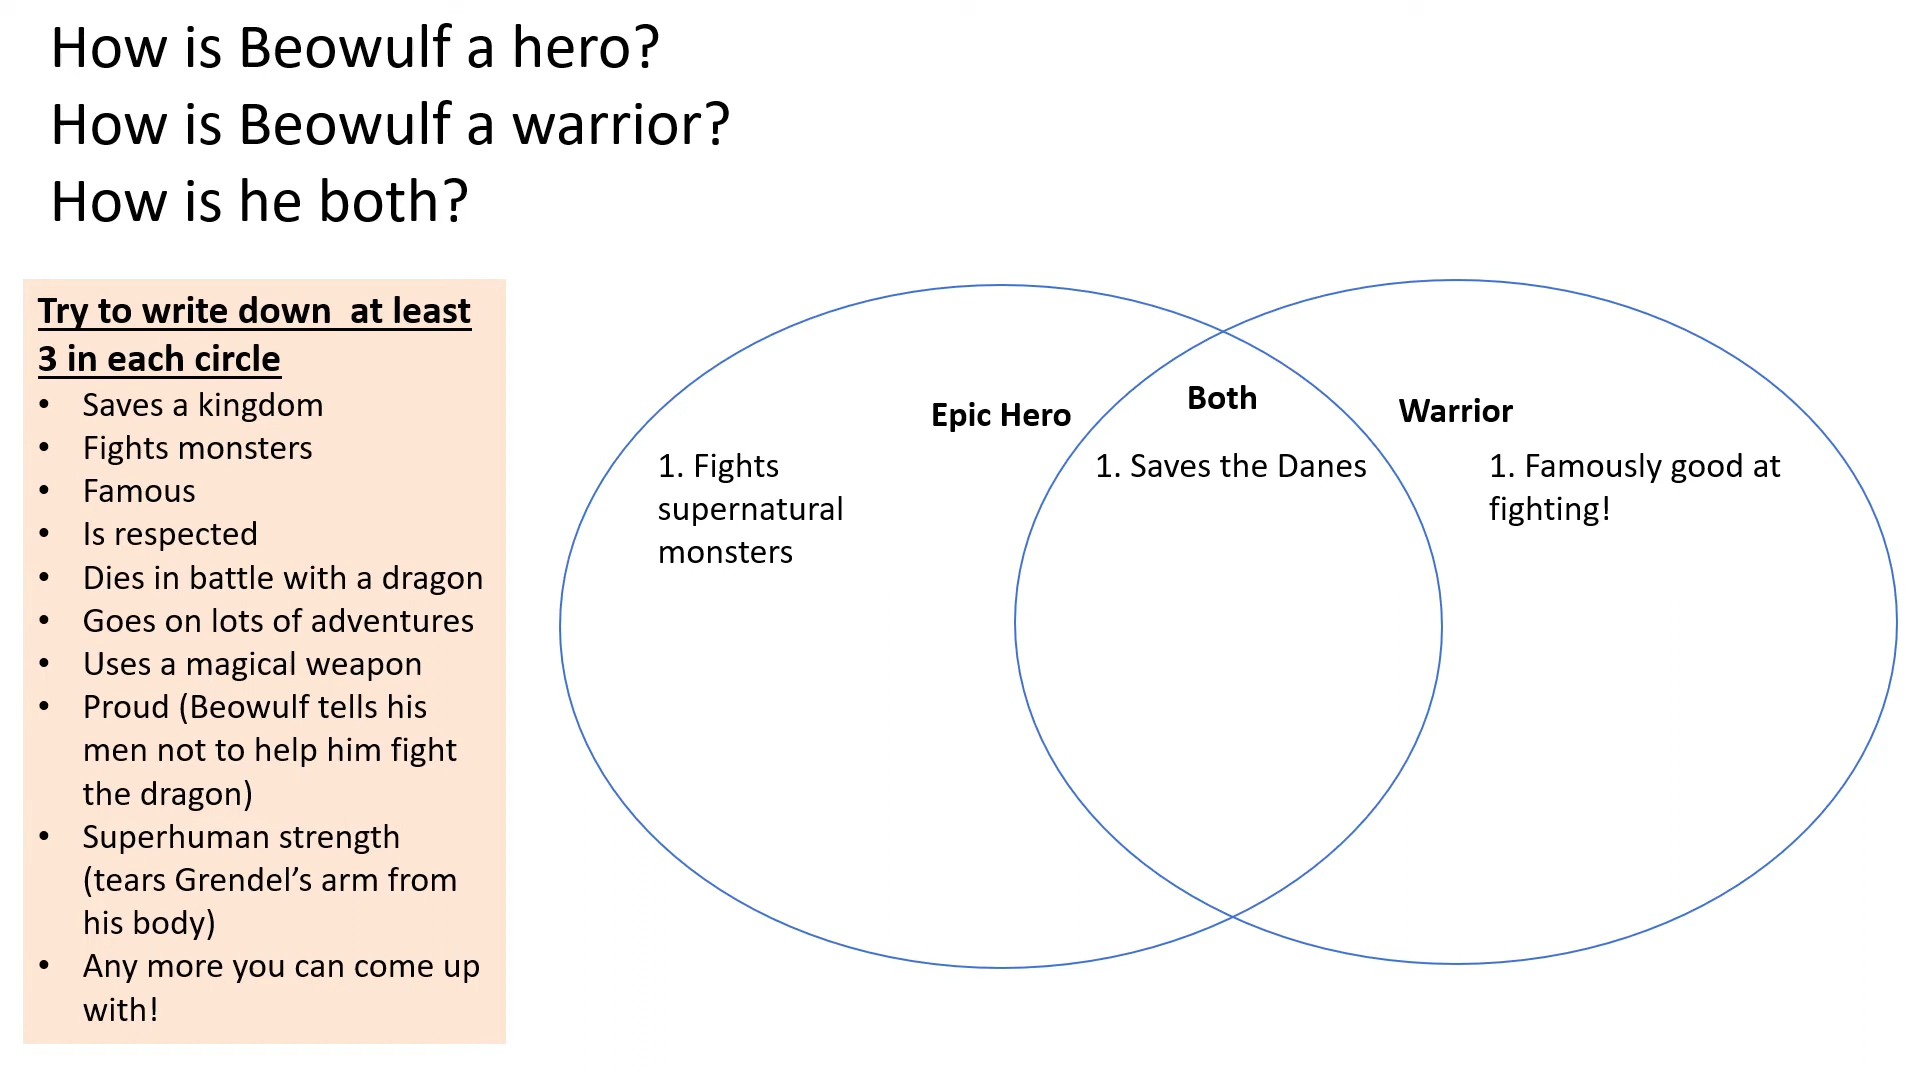 How is Beowulf a hero?
How is Beowulf a warrior?
How is he both?
Try to write down  at least
3 in each circle
• Saves a kingdom
• Fights monsters
• Famous
• Is respected
• Dies in battle with a dragon
• Goes on lots of adventures
• Uses a magical weapon
• Proud (Beowulf tells his
men not to help him fight
the dragon)
• Superhuman strength
(tears Grendel’s arm from
his body)
• Any more you can come up
with!
Epic Hero
1. Fights
supernatural
monsters
Both
1. Saves the Danes
Warrior
1. Famously good at
fighting!